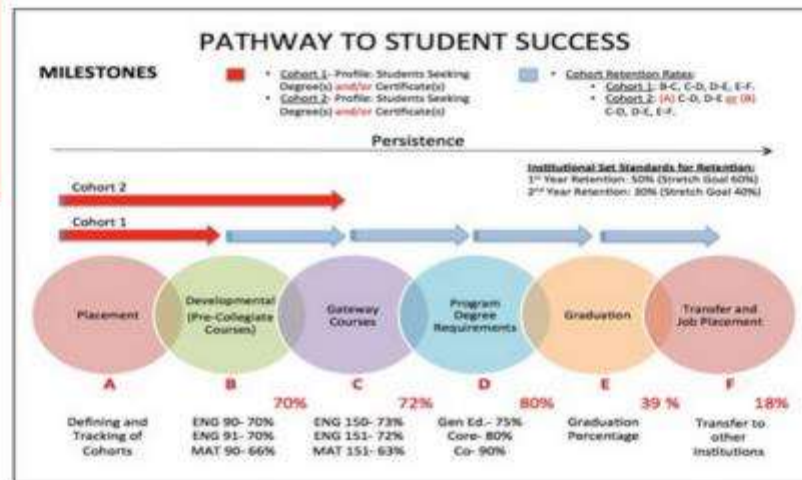 PATHWAY TO STUDENT SUCCESS
MILESTONES
• Cohort 1- Profile: Students Seeking
Degree(s) and/or Certificate(s)
• Cohort 2- Profile: Students Seeking
Degree(s) and/or Certificate(s)
• Cohort Retention Rates:
• Cohort 1: B-C, C-D, D-E, E-F.
• Cohort 2: (A) C-D, D-E or (B)
C-D, D-E, E-F.
Persistence
Institutional Set Standards for Retention:
1st Year Retention: 50% (Stretch Goal 60%)
2nd Year Retention: 30% (Stretch Goal 40%)
Cohort 2
Cohort 1
Placement
Developmental
(Pre-Collegiate
Courses)
Gateway
Courses
Program
Degree
Requirements
Graduation
Transfer and
Job Placement
A
B
C
D
E
F
70%
72%
80%
39 %
18%
Defining and
Tracking of
Cohorts
ENG 90- 70%
ENG 91- 70%
MAT 90- 66%
ENG 150- 73%
ENG 151- 72%
MAT 151- 63%
Gen Ed.- 75%
Core- 80%
Co- 90%
Graduation
Percentage
Transfer to
other
Institutions